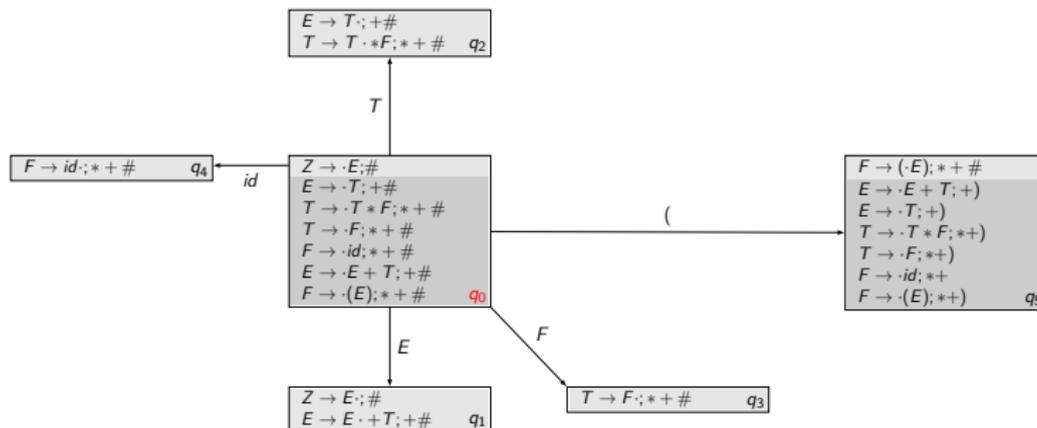 E → T·; +#
T → T · *F; * + # q₂
T
F → id·; * + # q₄
id
Z → ·E; #
E → ·T; +#
T → ·T * F; * + #
T → ·F; * + #
F → ·id; * + #
E → ·E + T; +#
F → ·(E); * + # q₀
(
F → (·E); * + #
E → ·E + T; +)
E → ·T; +)
T → ·T * F; *+)
T → ·F; *+)
F → ·id; *+
F → ·(E); *+)
E
F
Z → E·; #
E → E · +T; +# q₁
T → F·; * + # q₃